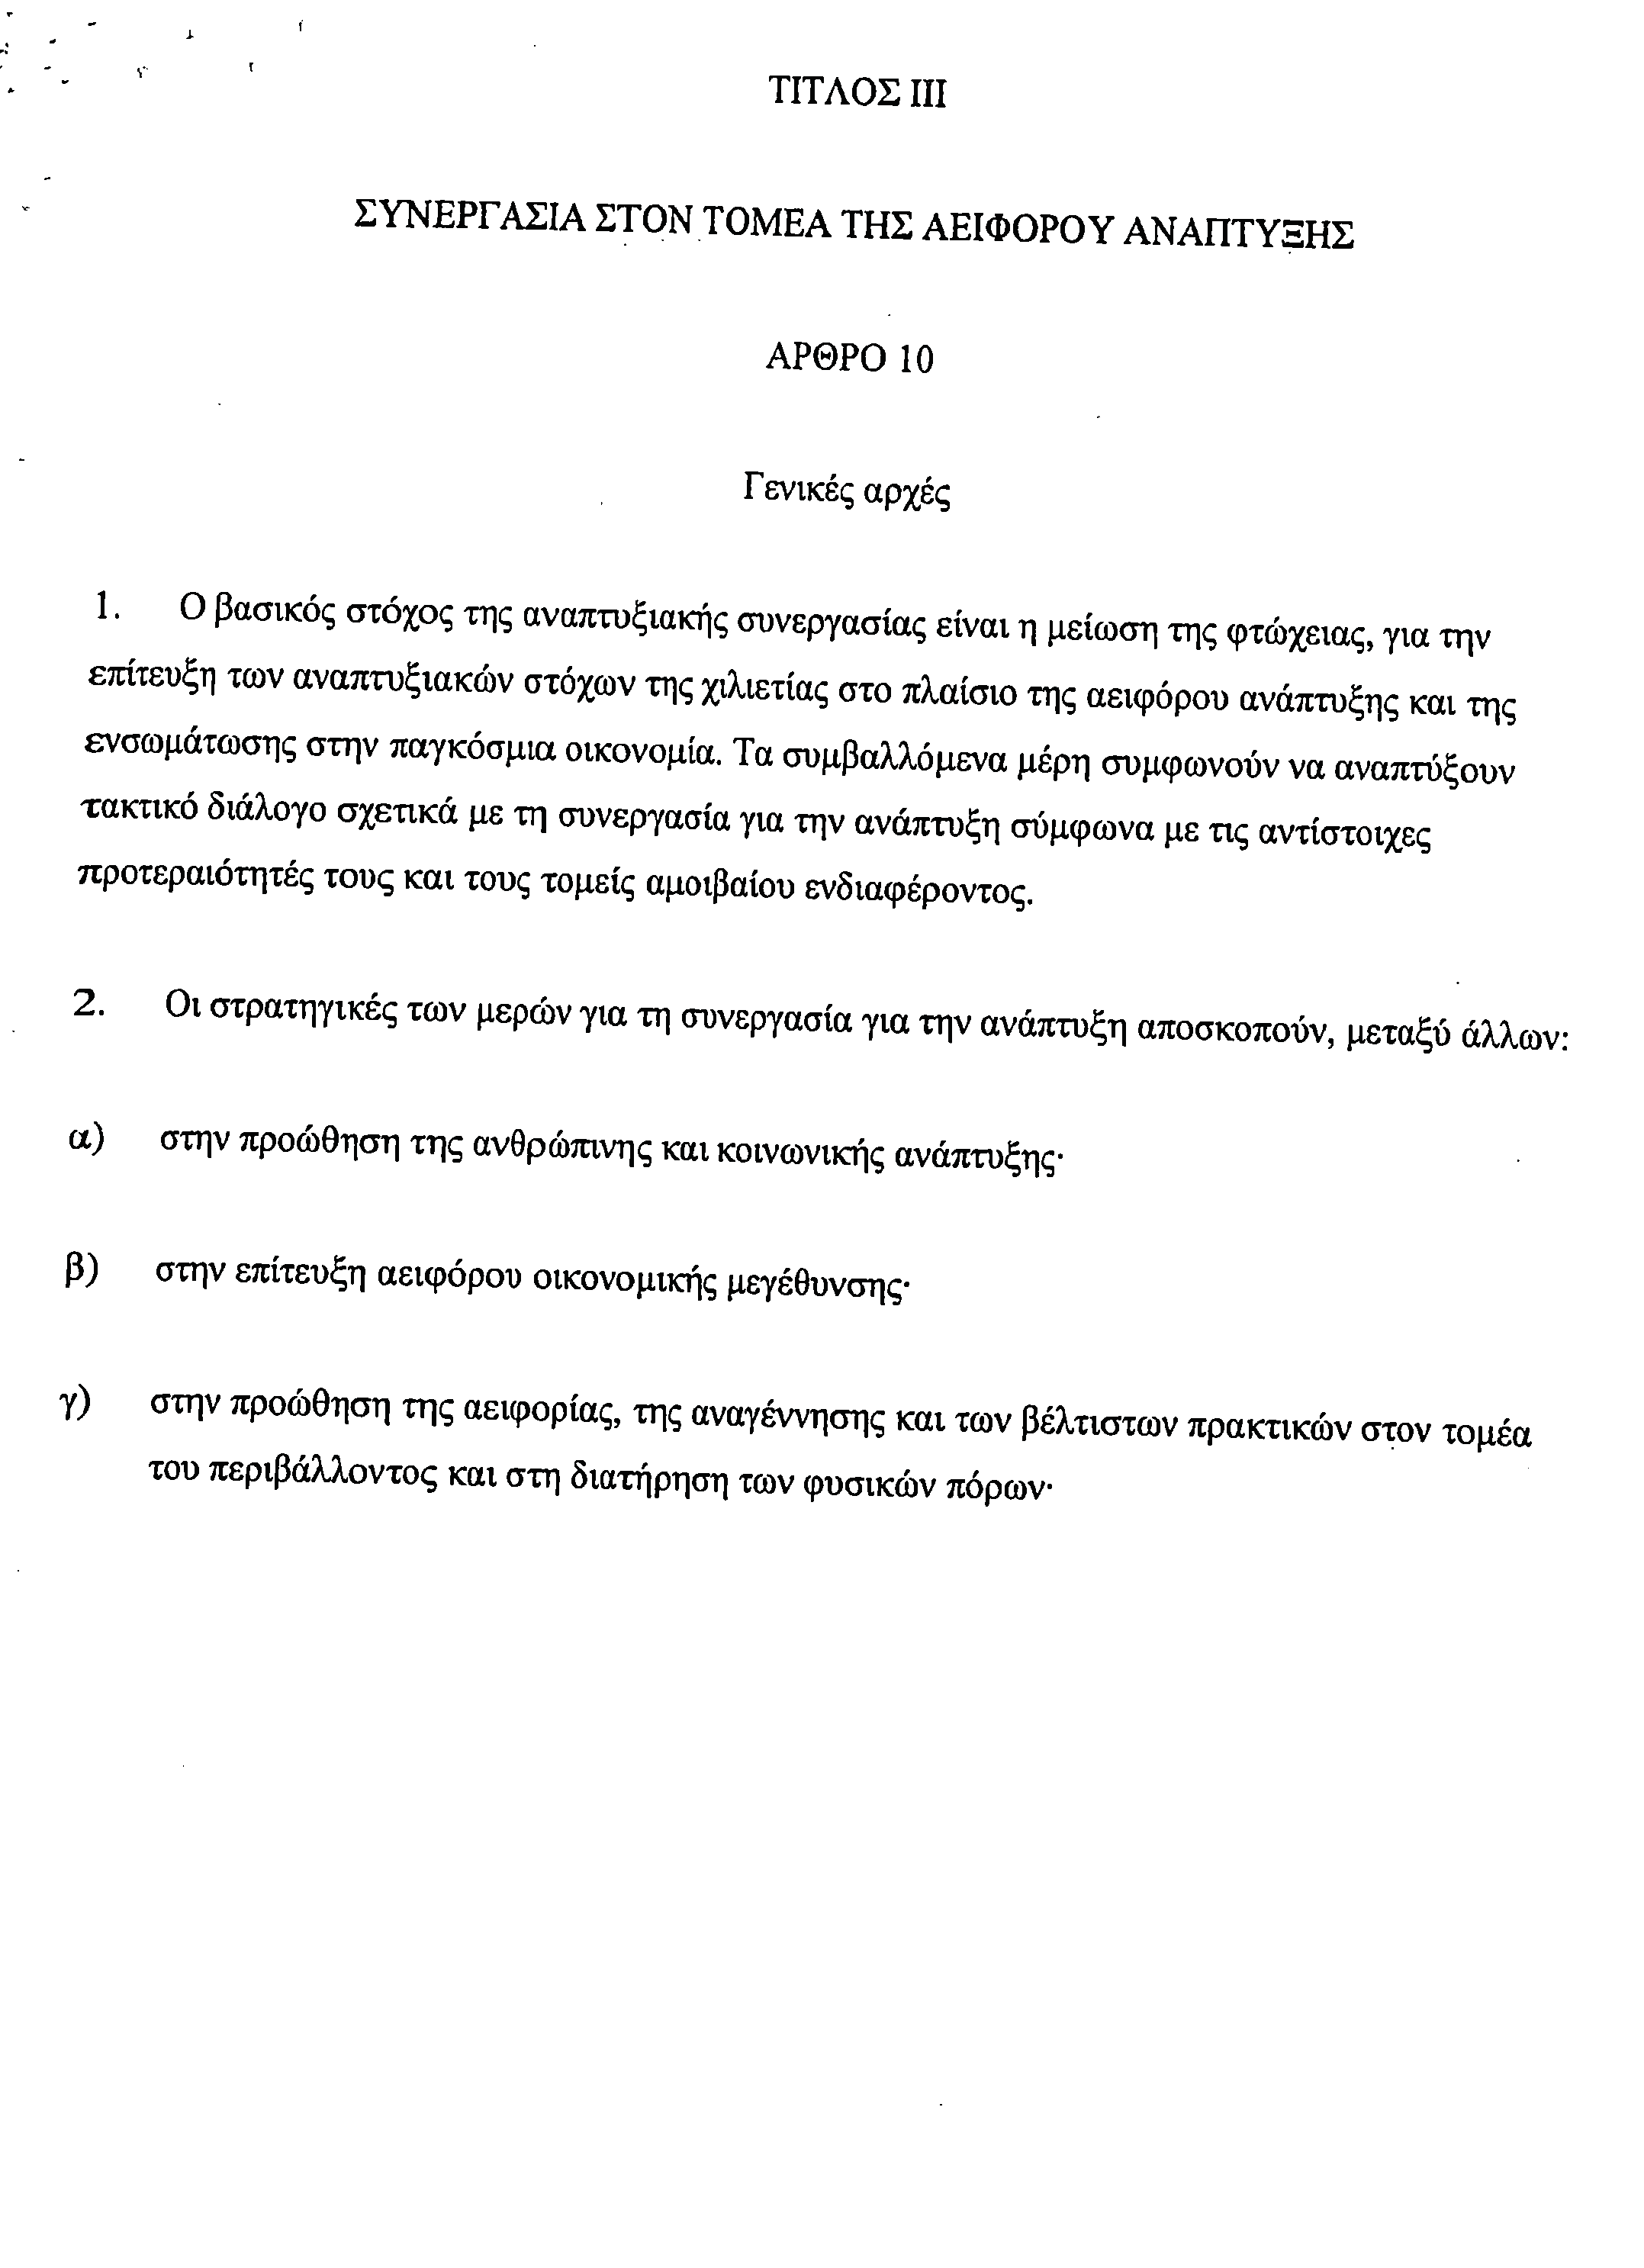 ΤΙΤΛΟΣ ΙΙΙ
ΣΥΝΕΡΓΑΣΙΑ ΣΤΟΝ ΤΟΜΕΑ ΤΗΣ ΑΕΙΦΟΡΟΥ ΑΝΑΠΤΥΞΗΣ
ΑΡΘΡΟ 10
Γενικές αρχές
1. Ο βασικός στόχος της αναπτυξιακής συνεργασίας είναι η μείωση της φτώχειας, για την
επίτευξη των αναπτυξιακών στόχων της χιλιετίας στο πλαίσιο της αειφόρου ανάπτυξης και της
ενσωμάτωσης στην παγκόσμια οικονομία. Τα συμβαλλόμενα μέρη συμφωνούν να αναπτύξουν
τακτικό διάλογο σχετικά με τη συνεργασία για την ανάπτυξη σύμφωνα με τις αντίστοιχες
προτεραιότητές τους και τους τομείς αμοιβαίου ενδιαφέροντος.
2. Οι στρατηγικές των μερών για τη συνεργασία για την ανάπτυξη αποσκοπούν, μεταξύ άλλων:
α) στην προώθηση της ανθρώπινης και κοινωνικής ανάπτυξης·
β) στην επίτευξη αειφόρου οικονομικής μεγέθυνσης·
γ) στην προώθηση της αειφορίας, της αναγέννησης και των βέλτιστων πρακτικών στον τομέα
του περιβάλλοντος και στη διατήρηση των φυσικών πόρων·